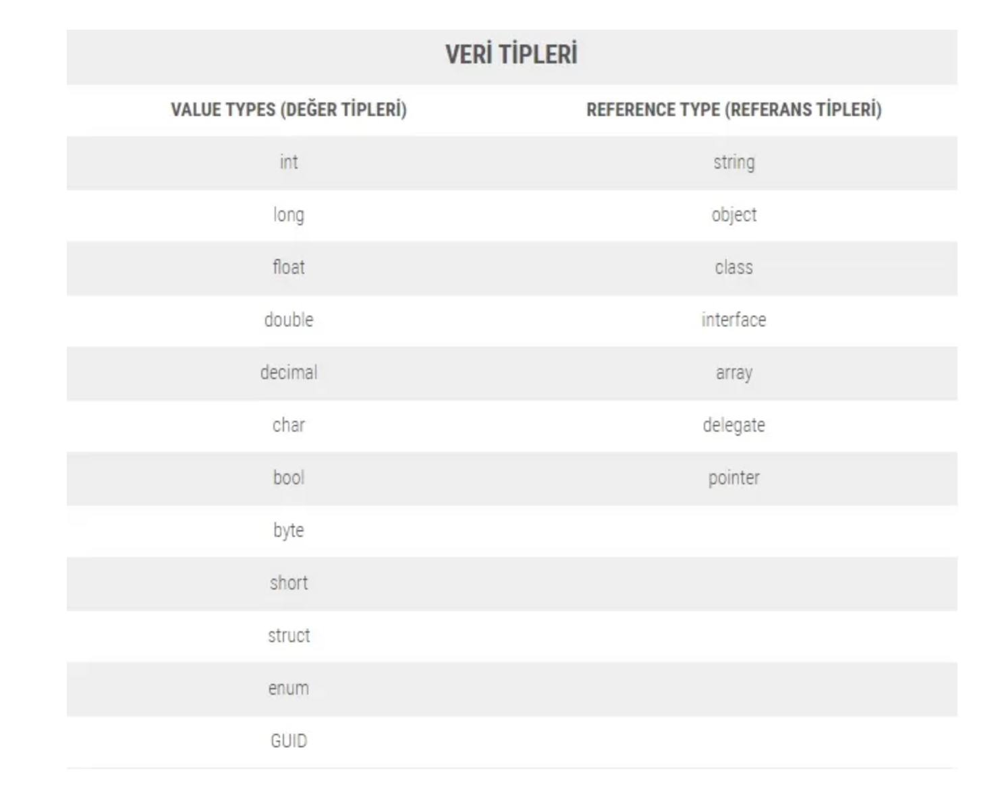 VERİ TİPLERİ
VALUE TYPES (DEĞER TİPLERİ) REFERENCE TYPE (REFERANS TİPLERİ)
int string
long object
float class
double interface
decimal array
char delegate
bool pointer
byte
short
struct
enum
GUID